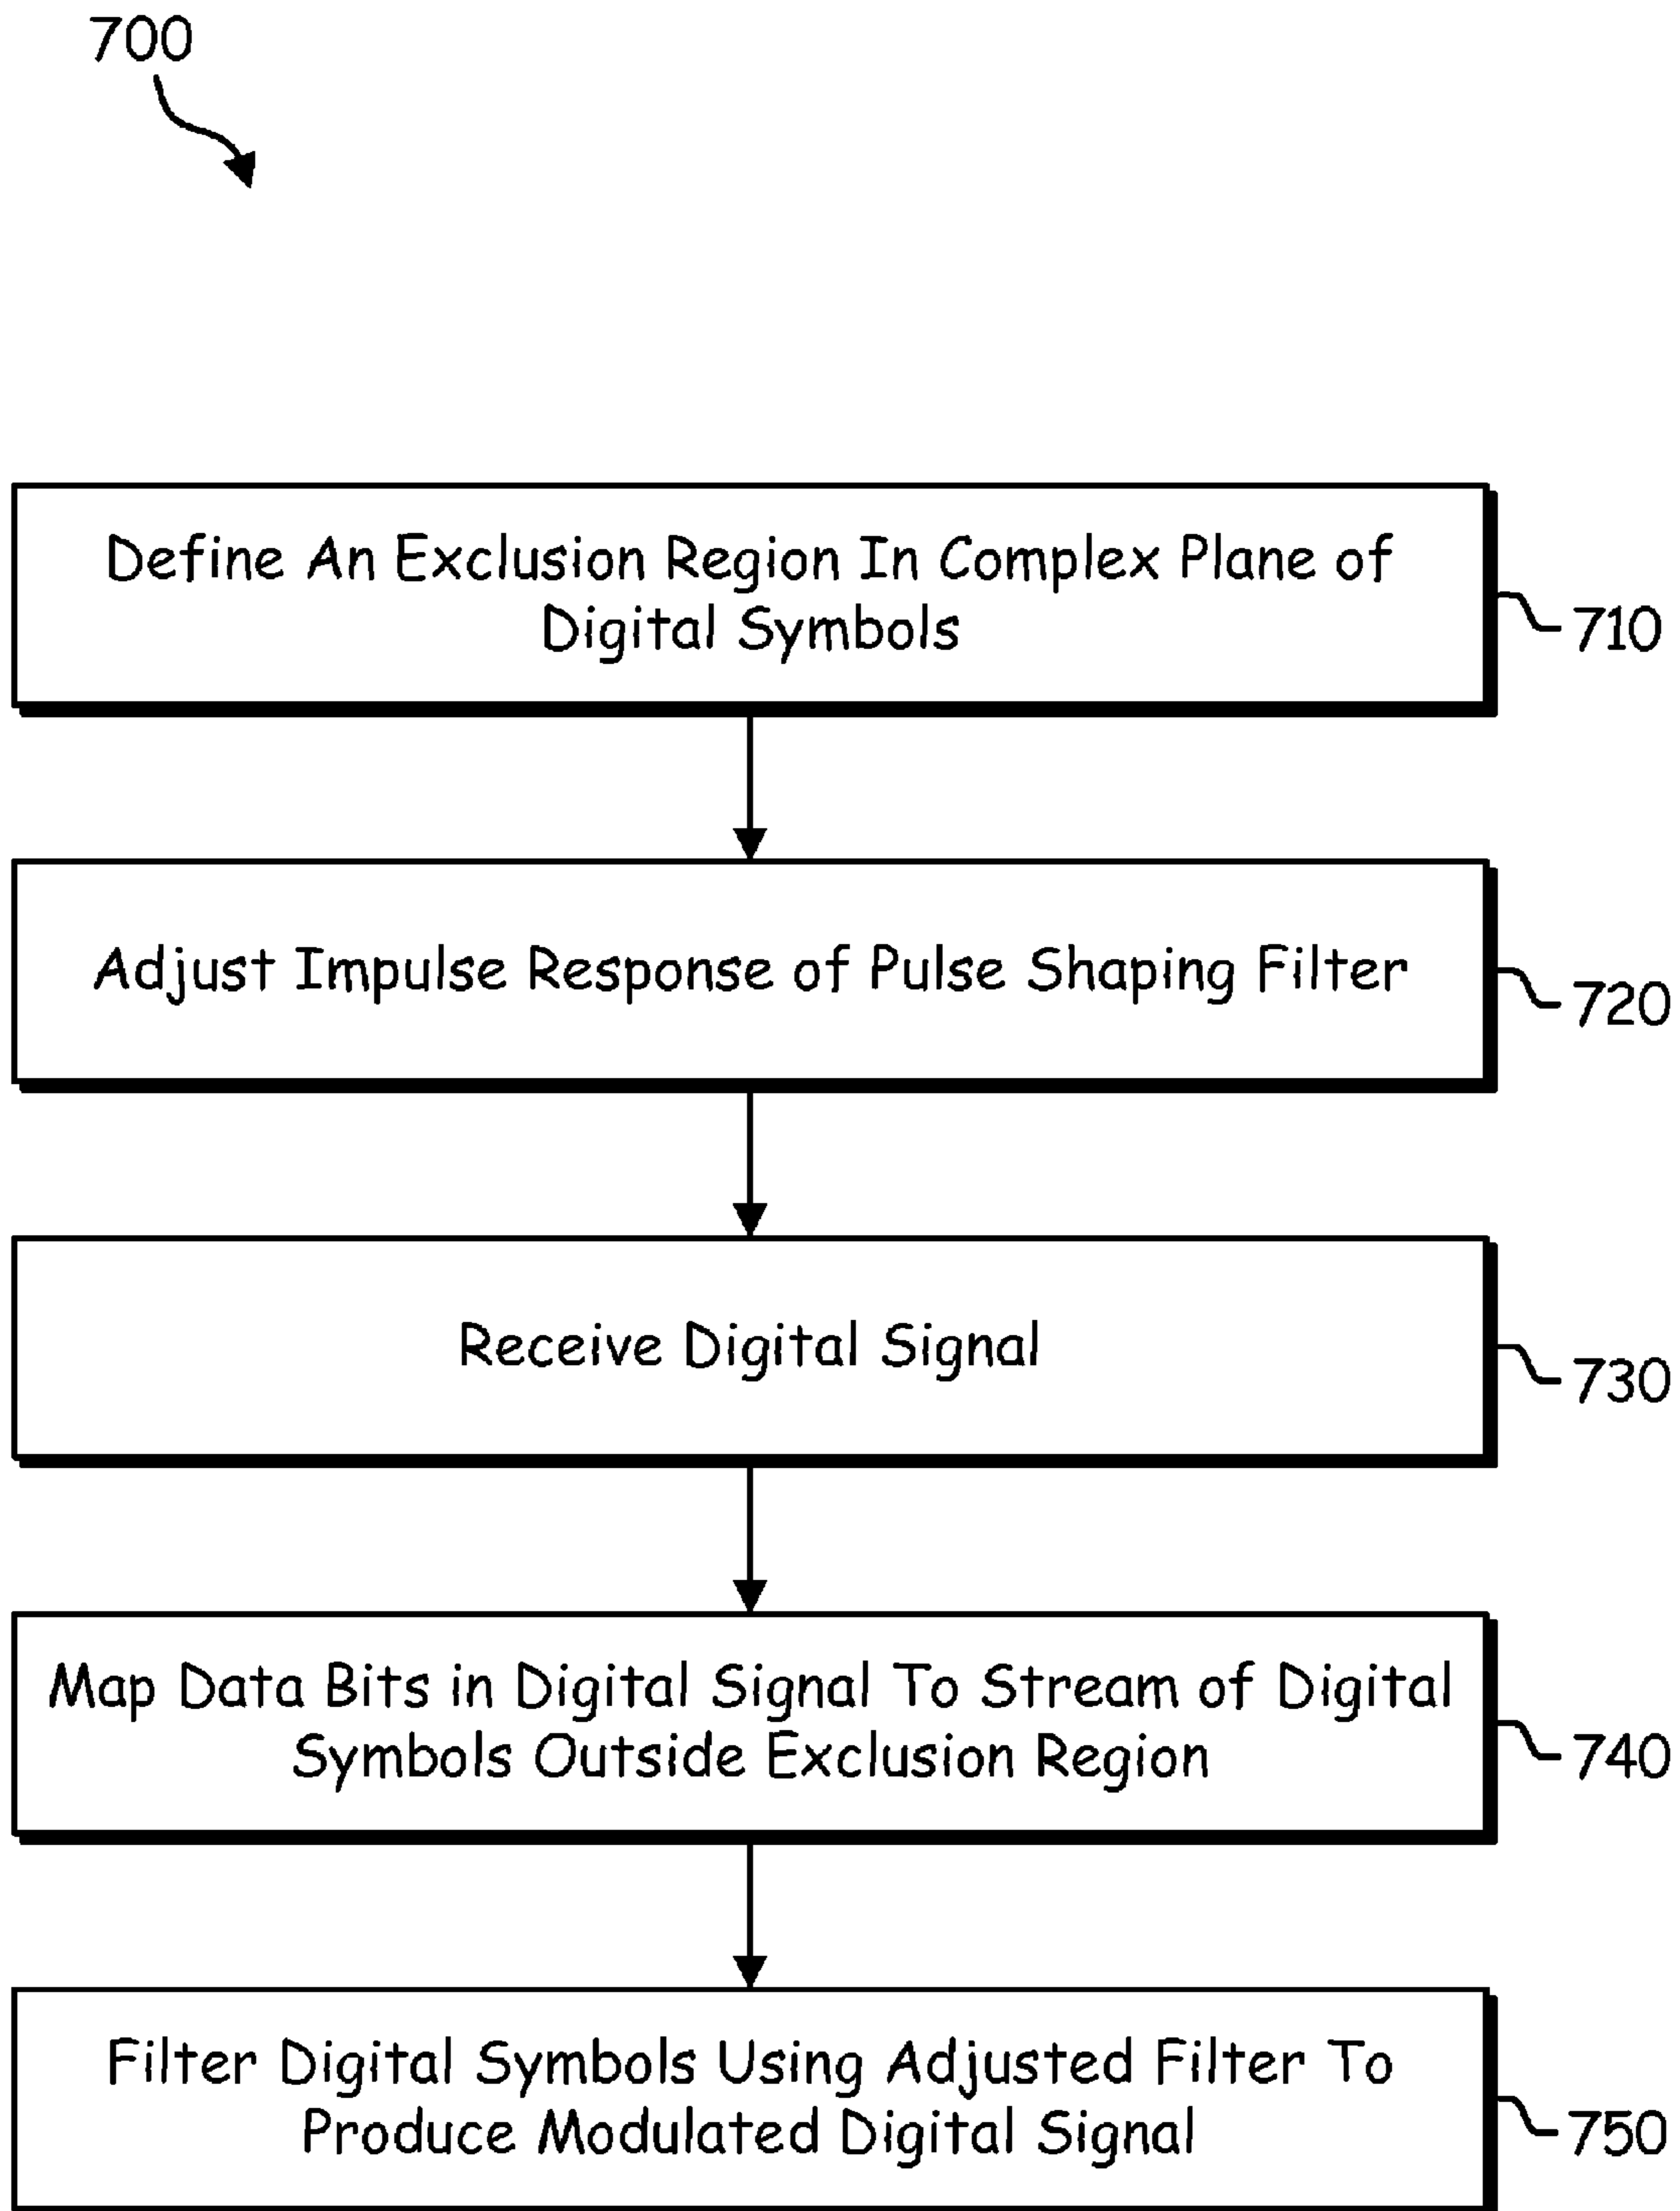 700
Define An Exclusion Region In Complex Plane of
Digital Symbols
710
Adjust Impulse Response of Pulse Shaping Filter
720
Receive Digital Signal
730
Map Data Bits in Digital Signal To Stream of Digital
Symbols Outside Exclusion Region
740
Filter Digital Symbols Using Adjusted Filter To
Produce Modulated Digital Signal
750